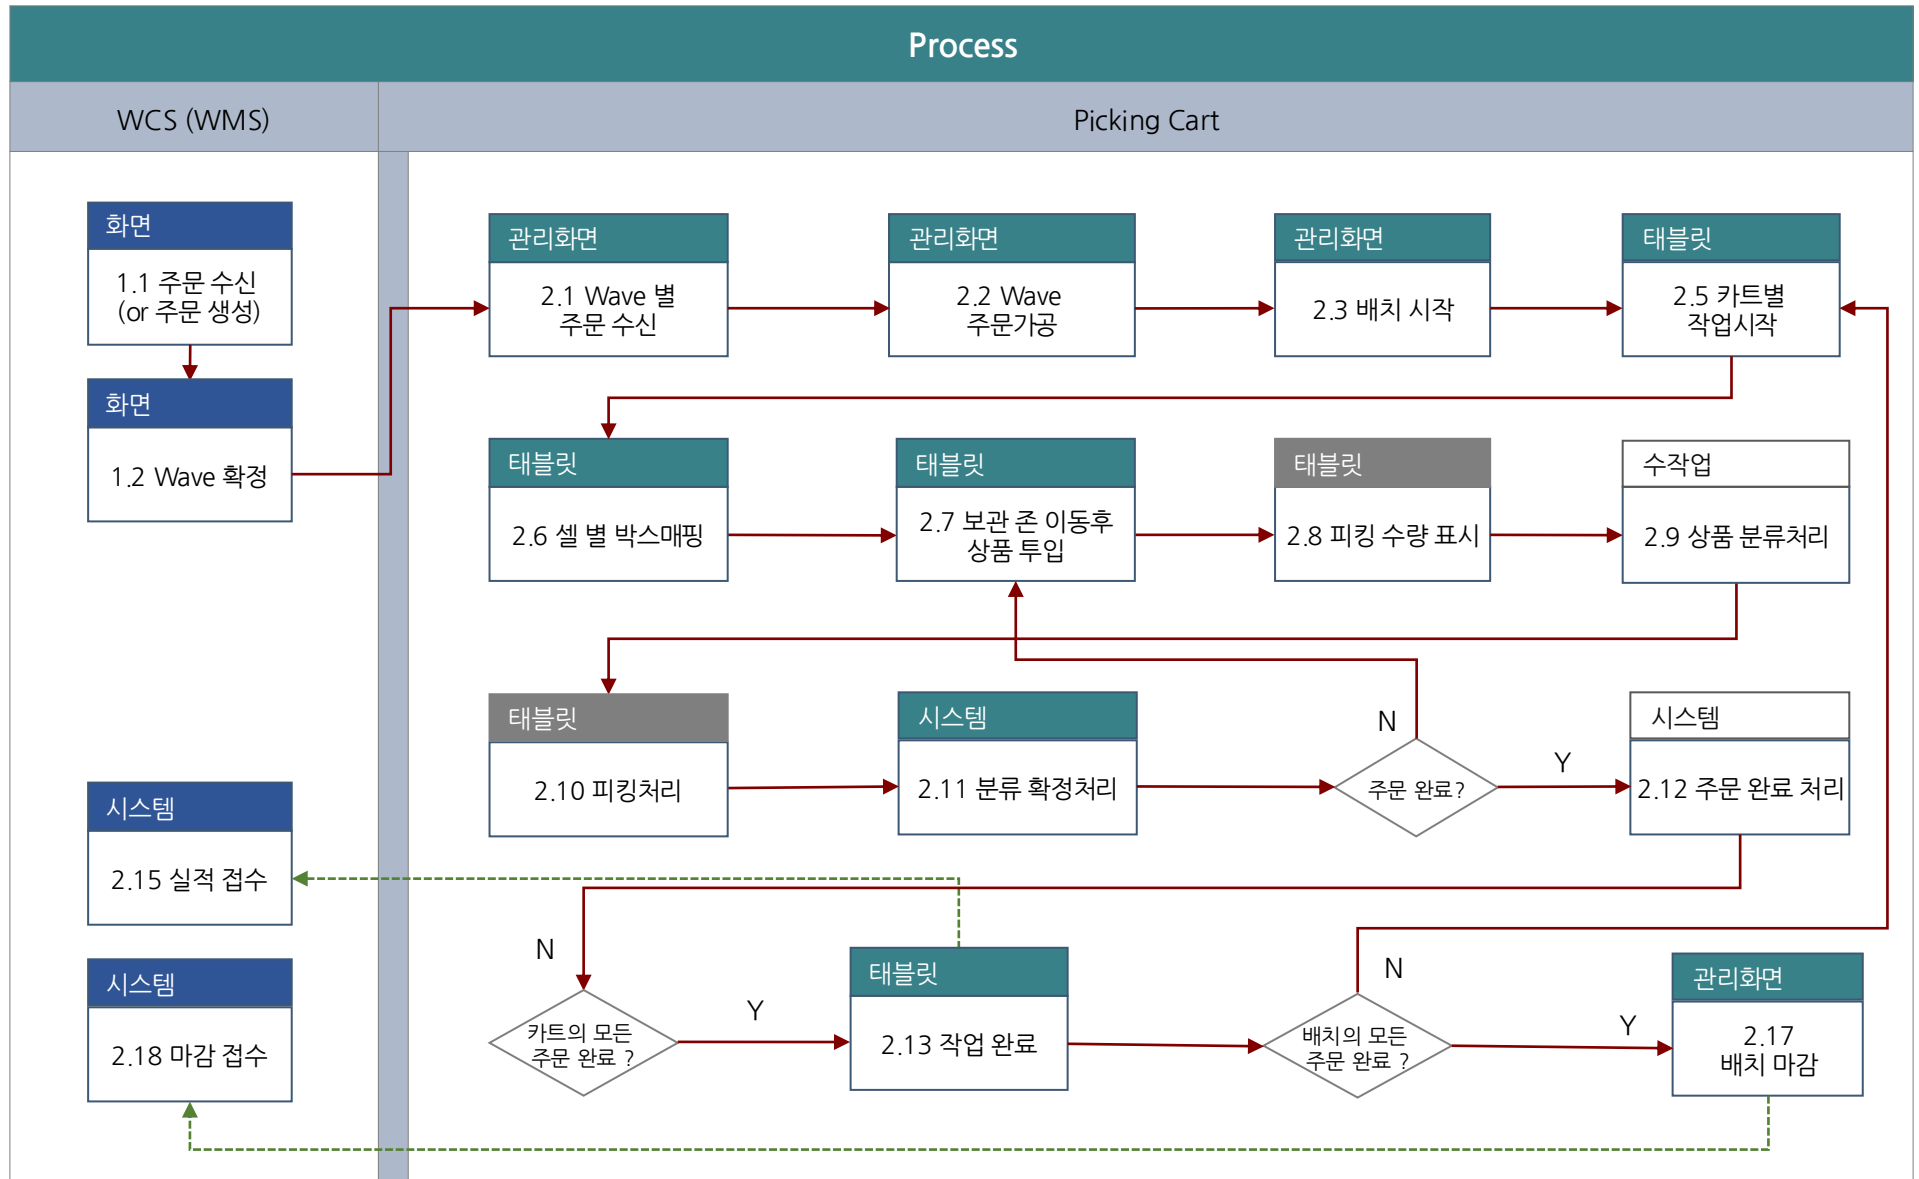 Process
WCS (WMS)
Picking Cart
화면
1.1 주문 수신
(or 주문 생성)
화면
1.2 Wave 확정
관리화면
2.1 Wave 별
주문 수신
관리화면
2.2 Wave
주문가공
관리화면
2.3 배치 시작
태블릿
2.5 카트별
작업시작
태블릿
2.6 셀 별 박스매핑
태블릿
2.7 보관 존 이동후
상품 투입
태블릿
2.8 피킹 수량 표시
수작업
2.9 상품 분류처리
태블릿
2.10 피킹처리
시스템
2.11 분류 확정처리
N
주문 완료?
Y
시스템
2.12 주문 완료 처리
시스템
2.15 실적 접수
시스템
2.18 마감 접수
N
카트의 모든
주문 완료 ?
Y
태블릿
2.13 작업 완료
N
배치의 모든
주문 완료 ?
Y
관리화면
2.17
배치 마감